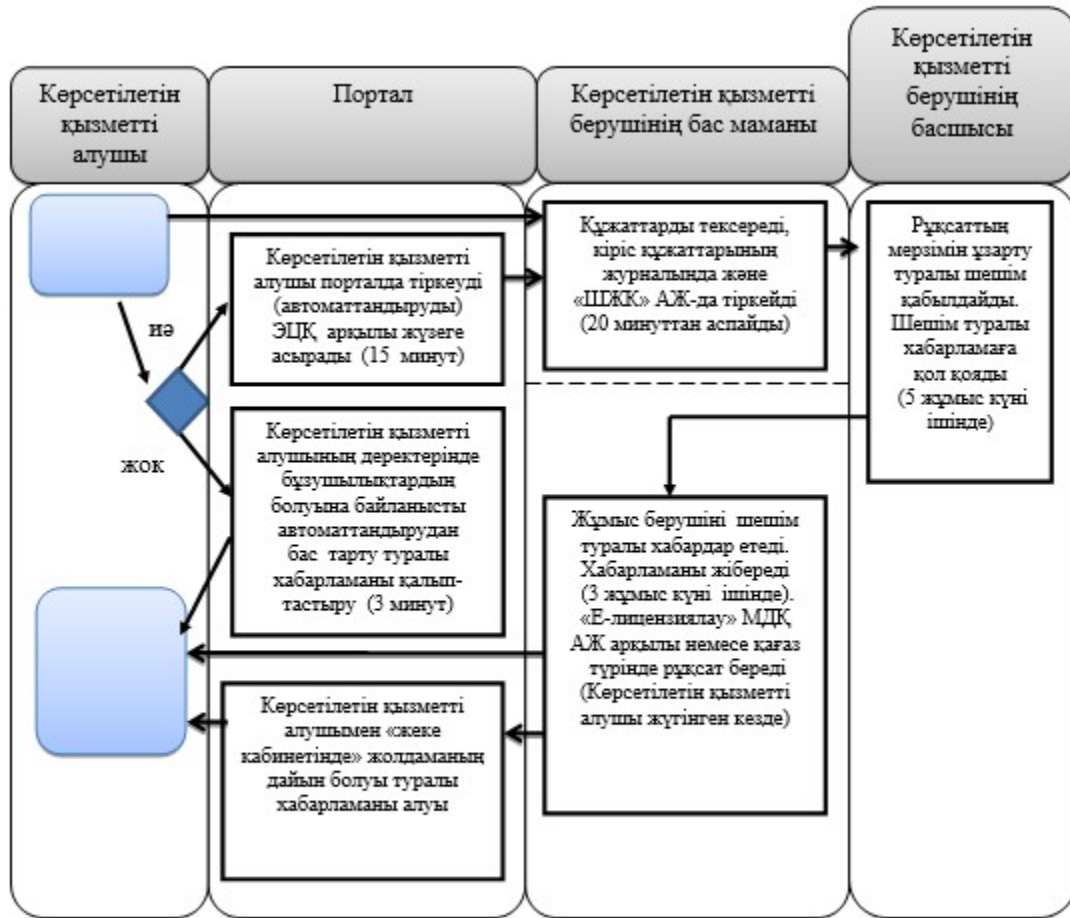 Көрсетілетін
қызметті
алушы
Портал
Көрсетілетін қызметті
берушінің бас маманы
Көрсетілетін
қызметті
берушінің
басшысы
иә
жок
Көрсетілетін қызметті
алушы порталда тіркеуді
(автоматтандыруды)
ЭЦҚ арқылы жүзеге
асырады (15 минут)
Көрсетілетін қызметті
алушының деректерінде
бұзушылықтардың
болуына байланысты
автоматтандырудан
бас тарту туралы
хабарламаны қалып-
тастыру (3 минут)
Көрсетілетін қызметті
алушымен «жеке
кабинетінде» жолдаманың
дайын болуы туралы
хабарламаны алуы
Құжаттарды тексереді,
кіріс құжаттарының
журналында және
«ШЖК» АЖ-да тіркейді
(20 минуттан аспайды)
Жұмыс берушіні шешім
туралы хабардар етеді.
Хабарламаны жібереді
(3 жұмыс күні ішінде).
«Е-лицензиялау» МДҚ
АЖ арқылы немесе қағаз
түрінде рұқсат береді
(Көрсетілетін қызметті
алушы жүгінген кезде)
Рұқсаттың
мерзімін ұзарту
туралы шешім
қабылдайды.
Шешім туралы
хабарламаға
қол қояды
(5 жұмыс күні
ішінде)